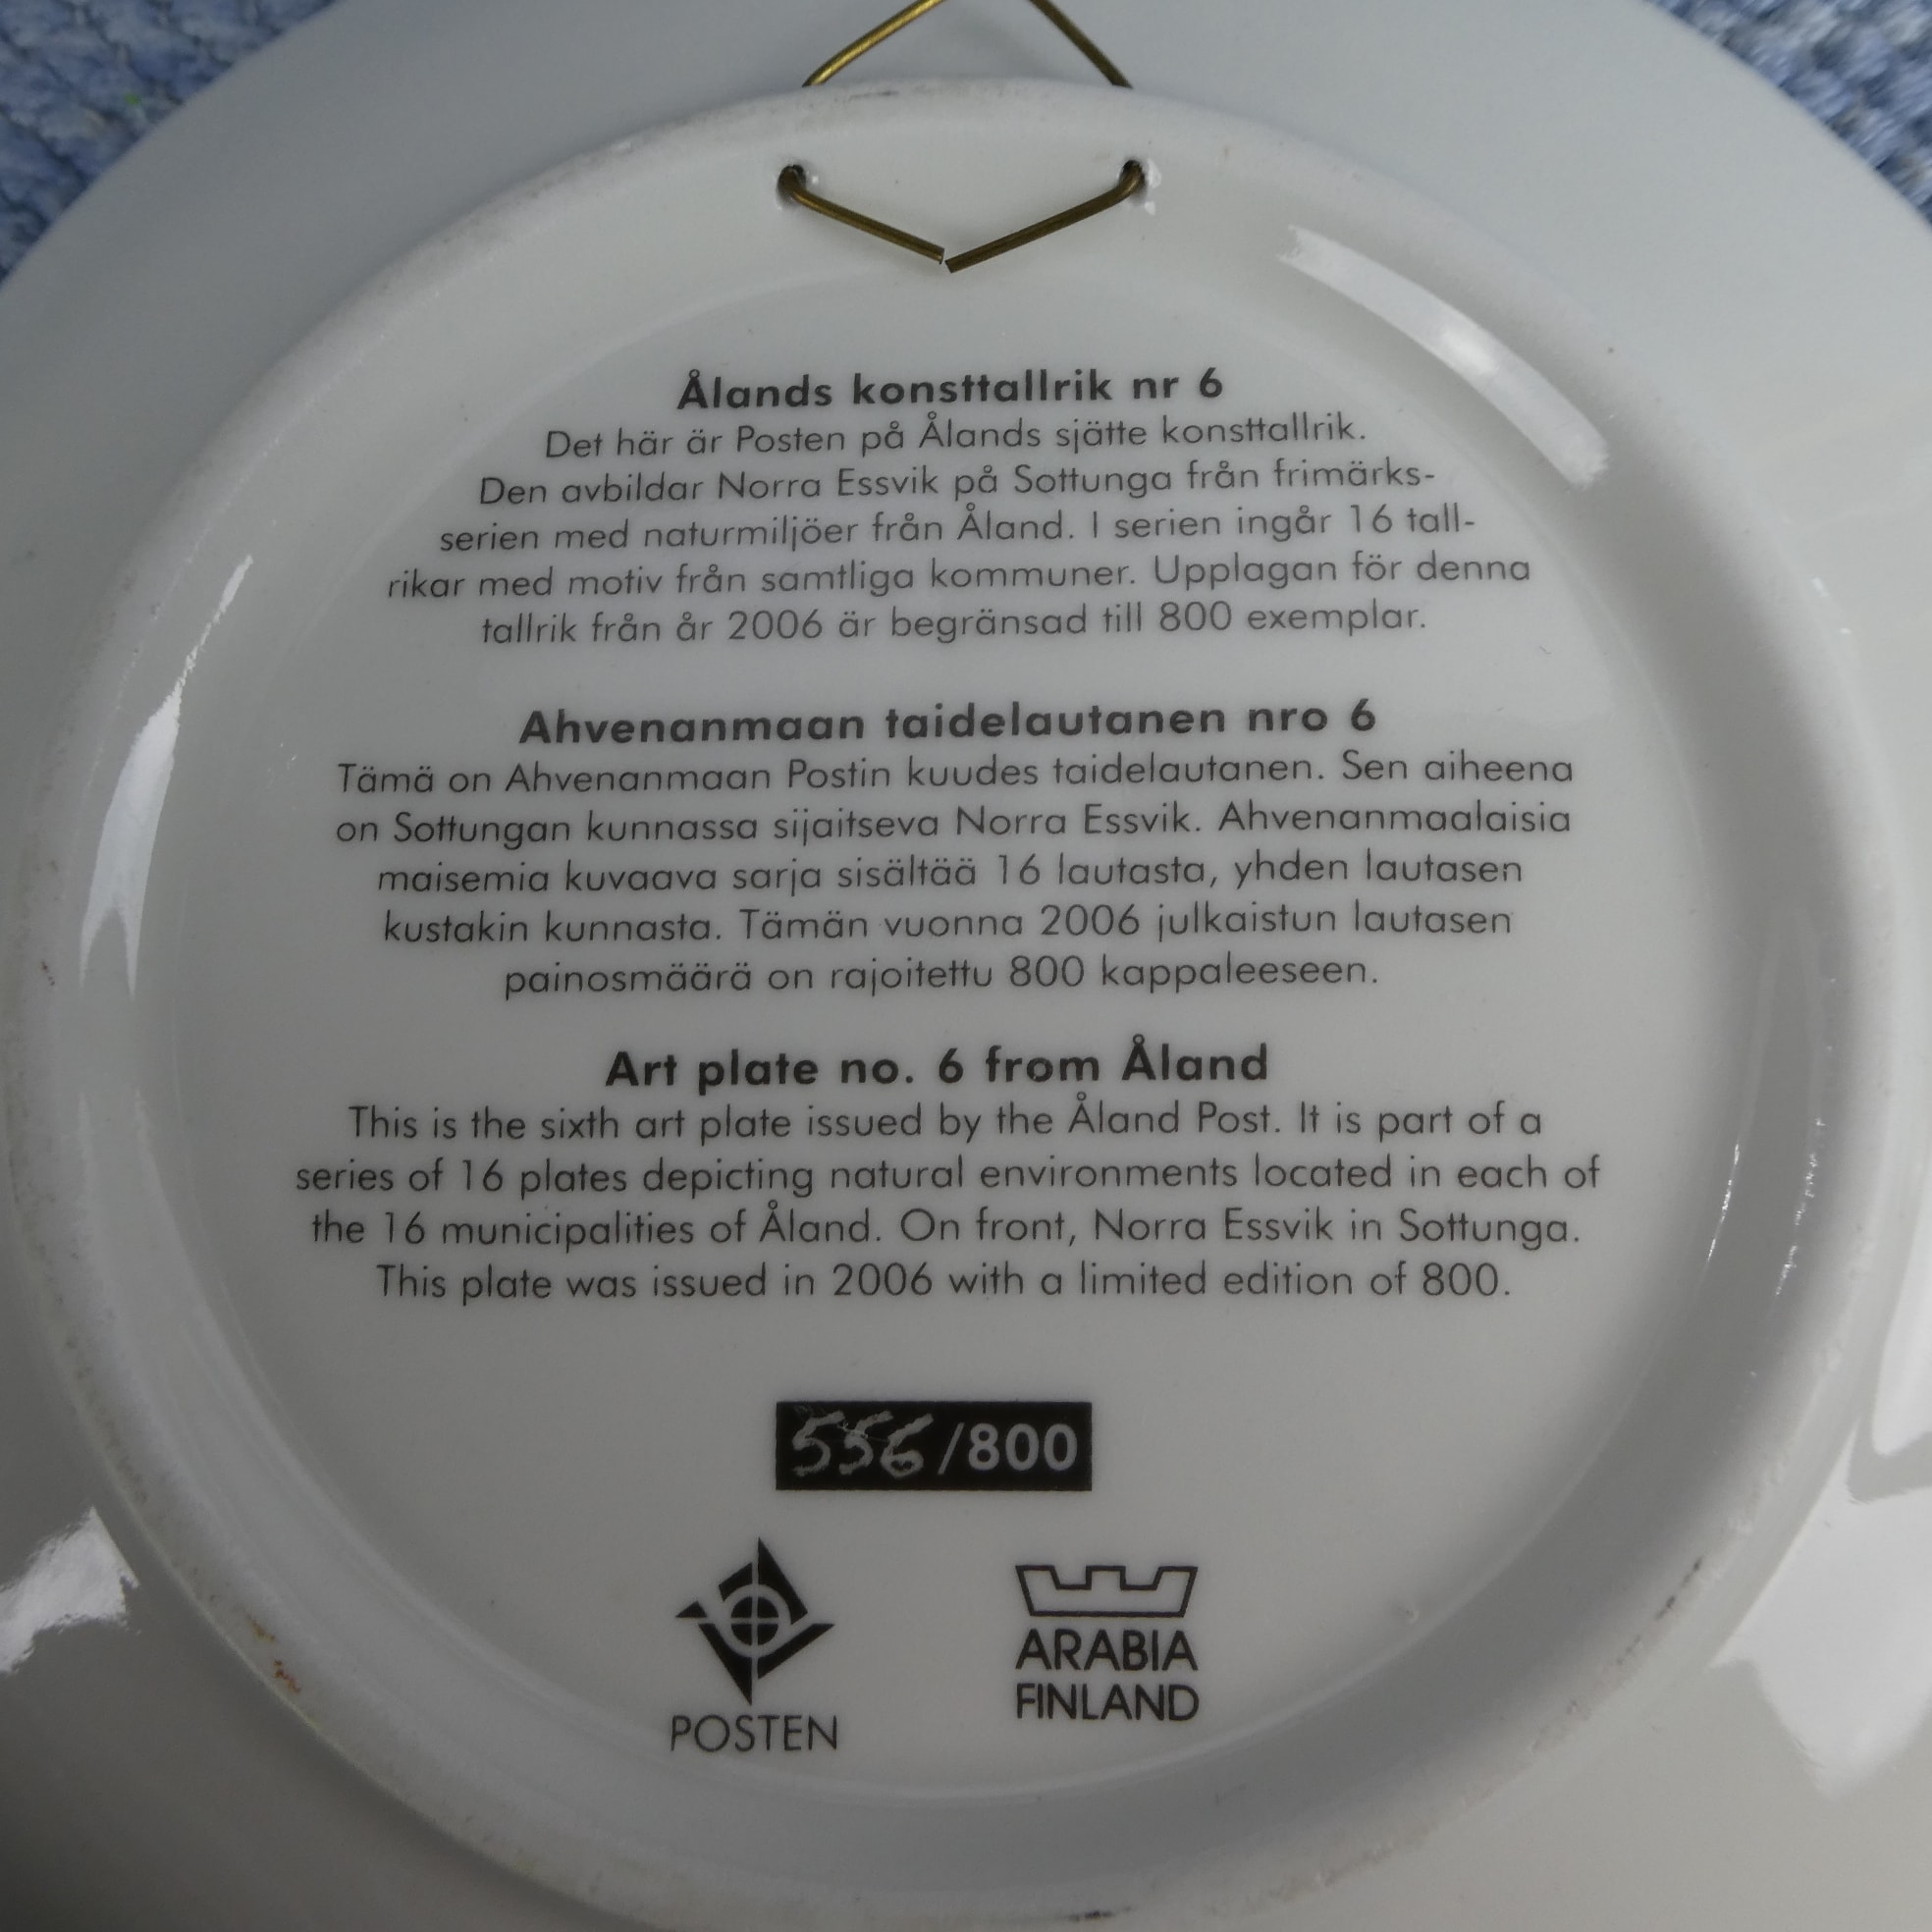 Ålands konsttallrik nr 6
Det här är Posten på Ålands sjätte konsttallrik.
Den avbildar Norra Essvik på Sottunga från frimärks-
serien med naturmiljöer från Åland. I serien ingår 16 tall-
rikar med motiv från samtliga kommuner. Upplagan för denna
tallrik från år 2006 är begränsad till 800 exemplar.
Ahvenanmaan taidelautanen nro 6
Tämä on Ahvenanmaan Postin kuudes taidelautanen. Sen aiheena
on Sottungan kunnassa sijaitseva Norra Essvik. Ahvenanmaalaisia
maisemia kuvaava sarja sisältää 16 lautasta, yhden lautasen
kustakin kunnasta. Tämän vuonna 2006 julkaistun lautasen
painosmäärä on rajoitettu 800 kappaleeseen.
Art plate no. 6 from Åland
This is the sixth art plate issued by the Åland Post. It is part of a
series of 16 plates depicting natural environments located in each of
the 16 municipalities of Åland. On front, Norra Essvik in Sottunga.
This plate was issued in 2006 with a limited edition of 800.
556/800
POSTEN
ARABIA
FINLAND